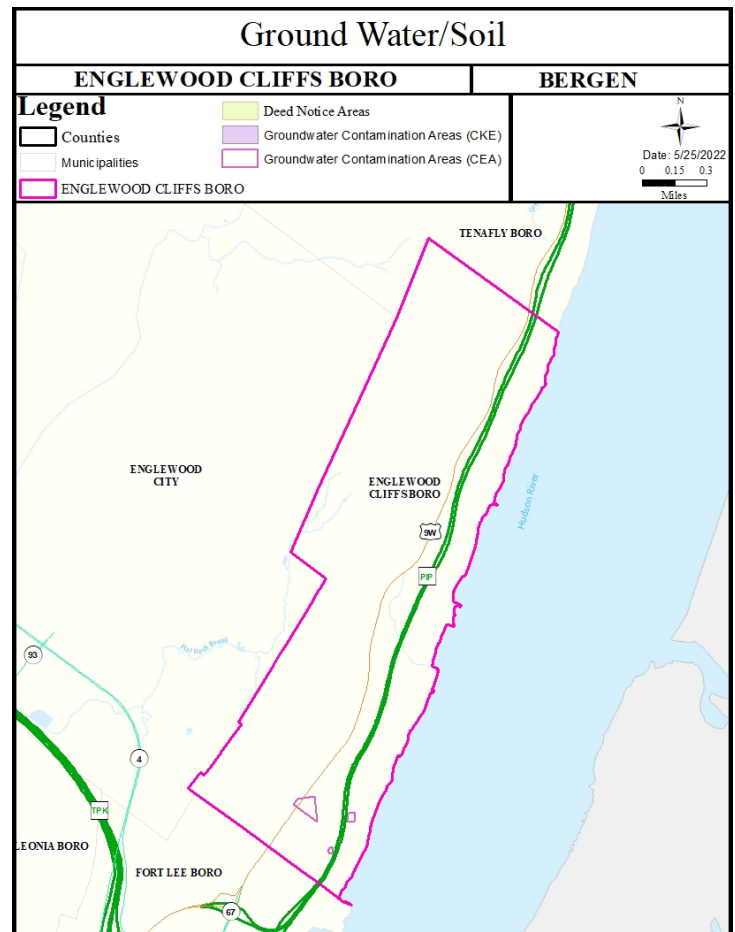 Ground Water/Soil
ENGLEWOOD CLIFFS BORO
BERGEN
Legend
Counties
Municipalities
ENGLEWOOD CLIFFS BORO
Deed Notice Areas
Groundwater Contamination Areas (CKE)
Groundwater Contamination Areas (CEA)
N
Date: 5/25/2022
0 0.15 0.3
Miles
TENAFLY BORO
ENGLEWOOD
CITY
ENGLEWOOD
CLIFFS BORO
Hudson River
9W
PIP
Flat Rock Brook
93
4
TPK
LEONIA BORO
FORT LEE BORO
67